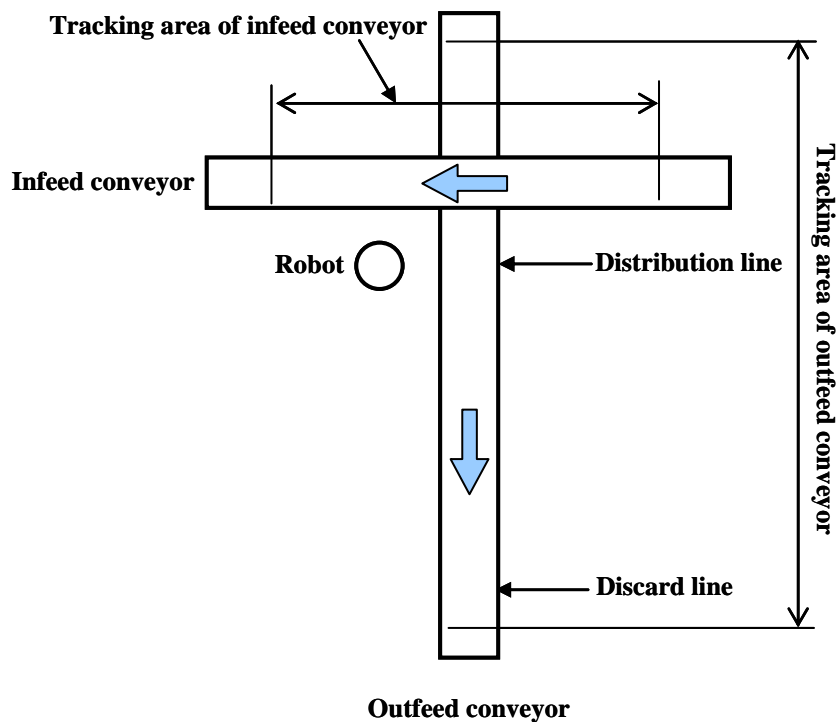 Tracking area of infeed conveyor
Infeed conveyor
Robot
Distribution line
Tracking area of outfeed conveyor
Discard line
Outfeed conveyor